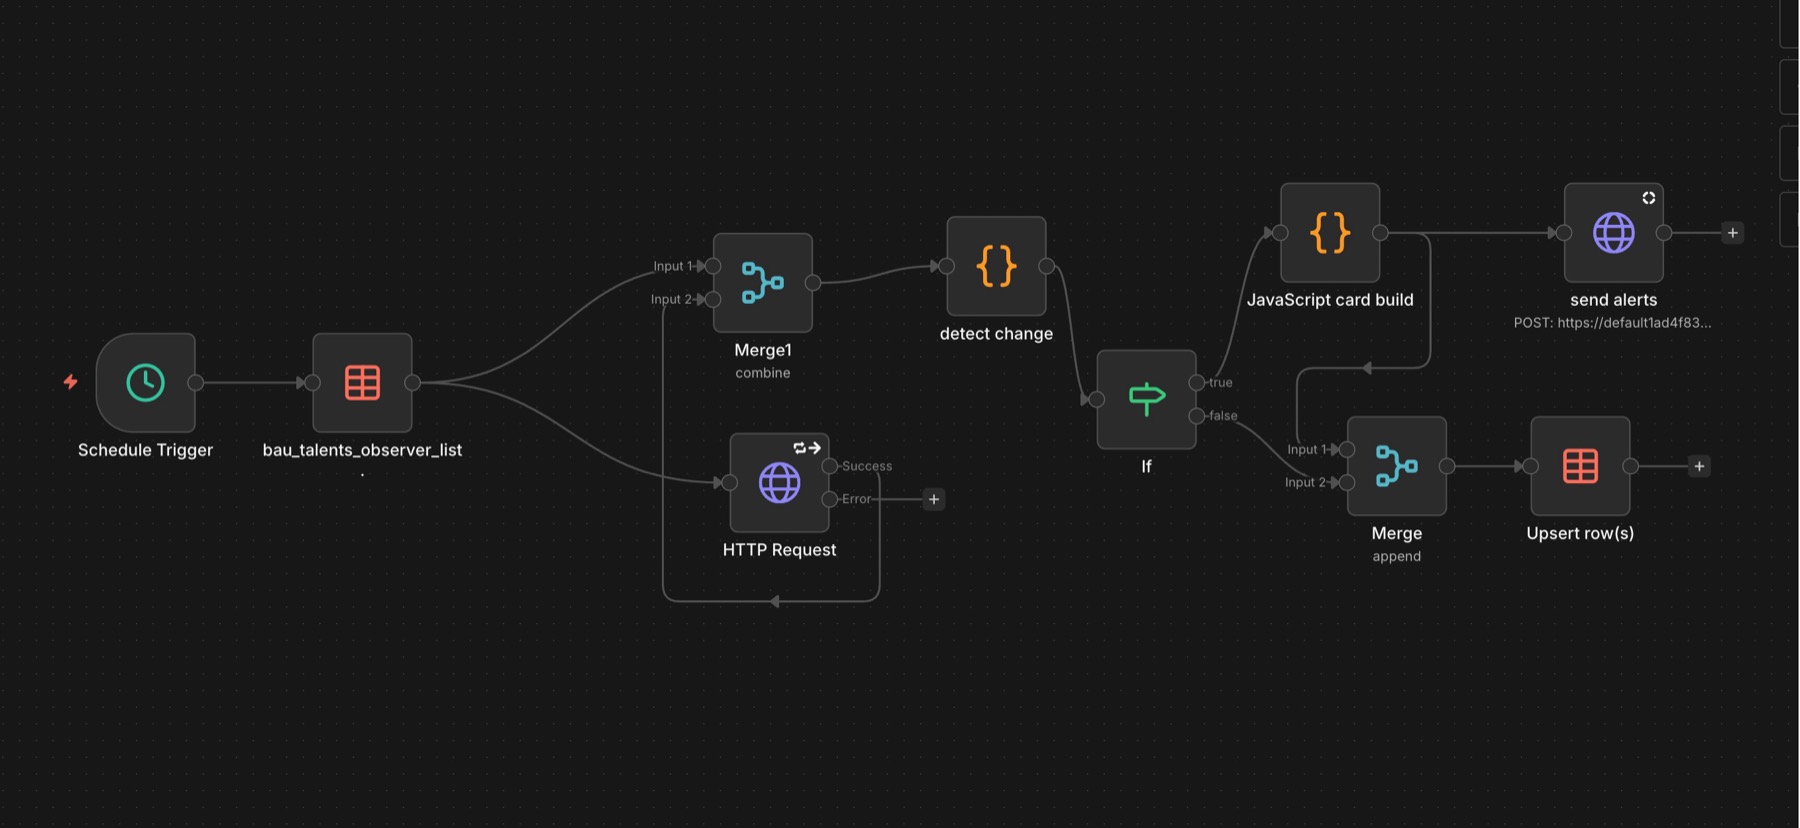 Schedule Trigger
bau_talents_observer_list
.
Input 1
Input 2
Merge1
combine
HTTP Request
Success
Error
detect change
If
true
false
JavaScript card build
send alerts
POST: https://default1ad4f83...
Input 1
Input 2
Merge
append
Upsert row(s)